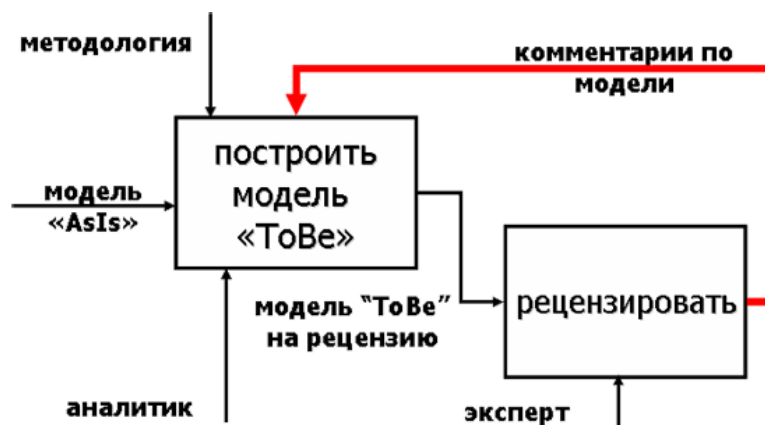 методология
комментарии по
модели
построить
модель
«ToBe»
модель
«AsIs»
рецензировать
модель “ToBe”
на рецензию
аналитик
эксперт